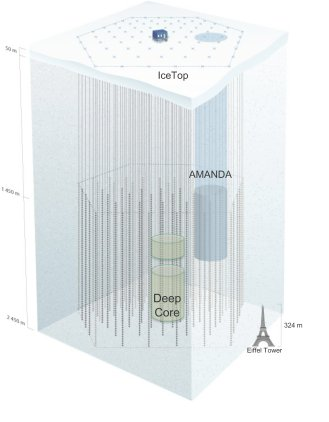 50 m
IceTop
AMANDA
1 450 m
Deep
Core
2 450 m
324 m
Eiffel Tower